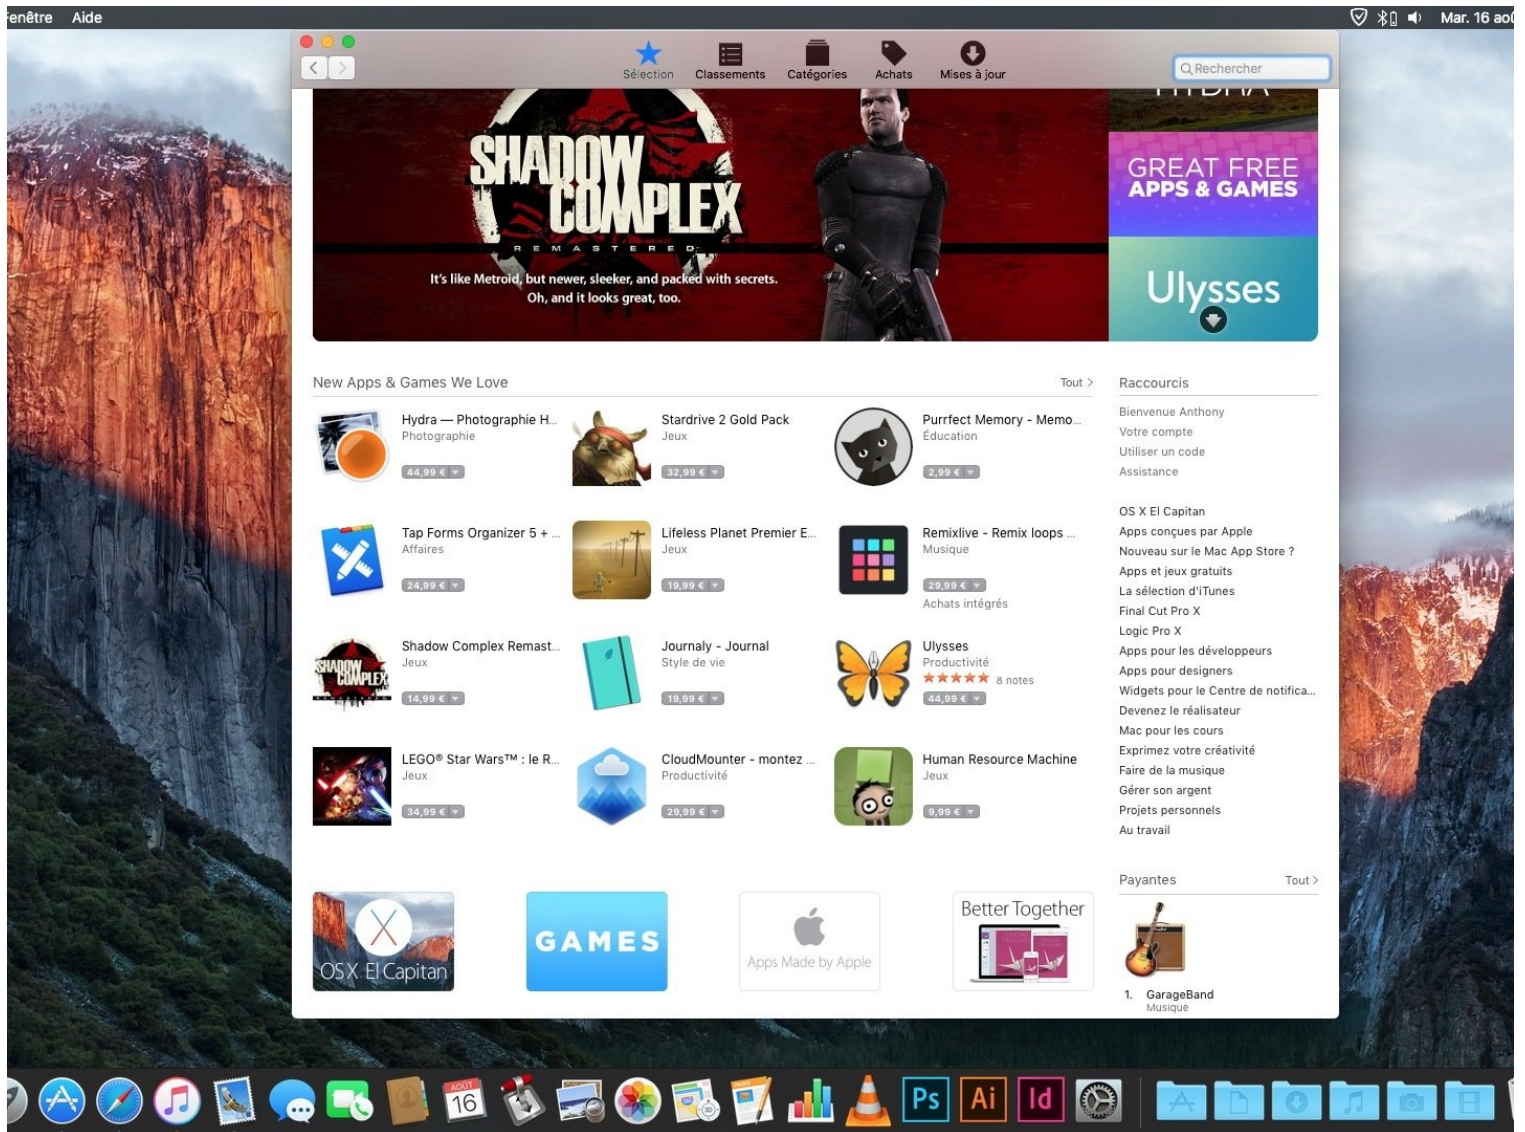 enêtre Aide
Mar. 16 aoû
Sélection Classements Catégories Achats Mises à jour
Rechercher
SHADOW
COMPLEX
REMASTERED
It's like Metroid, but newer, sleeker, and packed with secrets.
Oh, and it looks great, too.
HYDRA
GREAT FREE
APPS & GAMES
Ulysses
New Apps & Games We Love
Tout >
Hydra — Photographie H...
Photographie
44,99 €
Stardrive 2 Gold Pack
Jeux
32,99 €
Purrfect Memory - Memo...
Éducation
2,99 €
Tap Forms Organizer 5 + ...
Affaires
24,99 €
Lifeless Planet Premier E...
Jeux
19,99 €
Remixlive - Remix loops ...
Musique
29,99 €
Achats intégrés
SHADOW
COMPLEX
Shadow Complex Remast...
Jeux
14,99 €
Journaly - Journal
Style de vie
19,99 €
Ulysses
Productivité
★★★★★ 8 notes
44,99 €
LEGO® Star Wars™ : le R...
Jeux
34,99 €
CloudMounter - montez ...
Productivité
29,99 €
Human Resource Machine
Jeux
9,99 €
OS X El Capitan
GAMES
Apps Made by Apple
Better Together
Raccourcis
Bienvenue Anthony
Votre compte
Utiliser un code
Assistance
OS X El Capitan
Apps conçues par Apple
Nouveau sur le Mac App Store ?
Apps et jeux gratuits
La sélection d'iTunes
Final Cut Pro X
Logic Pro X
Apps pour les développeurs
Apps pour designers
Widgets pour le Centre de notifica...
Devenez le réalisateur
Mac pour les cours
Exprimez votre créativité
Faire de la musique
Gérer son argent
Projets personnels
Au travail
Payantes
Tout >
1. GarageBand
Musique
AOÛT
16
Ps
Ai
Id